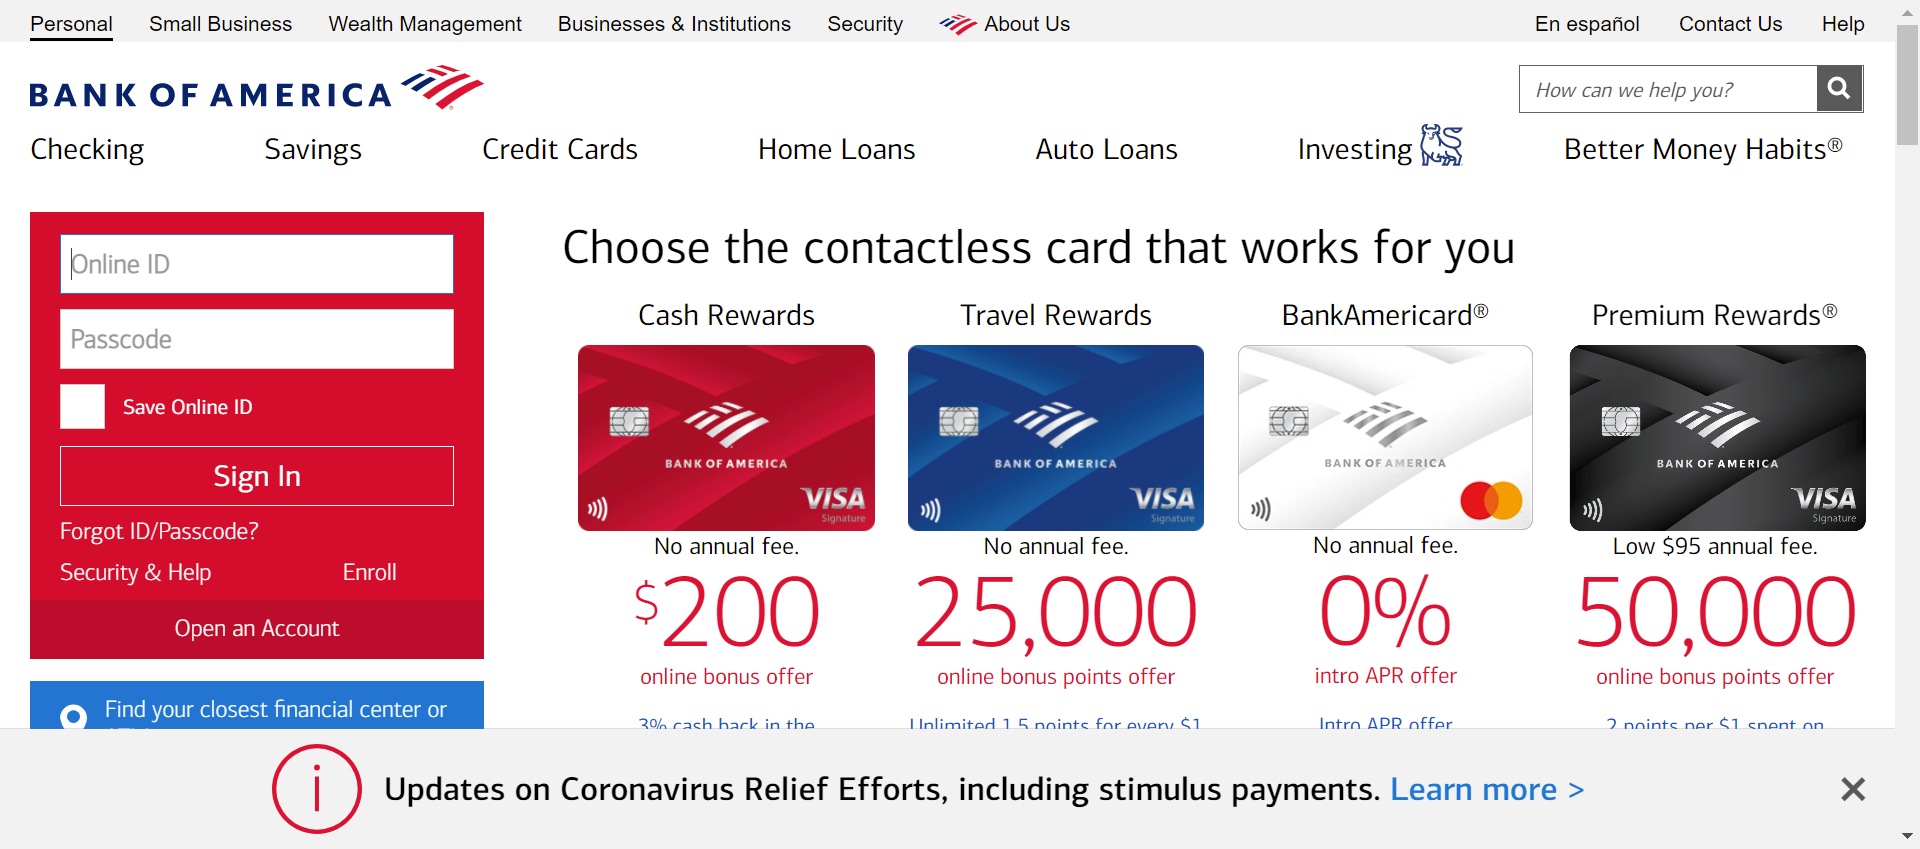 Personal Small Business Wealth Management Businesses & Institutions Security About Us En español Contact Us Help
BANK OF AMERICA
How can we help you?
Checking Savings Credit Cards Home Loans Auto Loans Investing Better Money Habits®
Online ID
Passcode
Save Online ID
Sign In
Forgot ID/Passcode?
Security & Help Enroll
Open an Account
Find your closest financial center or
Choose the contactless card that works for you
Cash Rewards Travel Rewards BankAmericard® Premium Rewards®
BANK OF AMERICA BANK OF AMERICA BANK OF AMERICA BANK OF AMERICA
VISA VISA VISA
Signature Signature Signature
No annual fee. No annual fee. No annual fee. Low $95 annual fee.
$200 25,000 0% 50,000
online bonus offer online bonus points offer intro APR offer online bonus points offer
3% cash back in the Unlimited 1.5 points for every $1 Intro APR offer 2 points per $1 spent on
Updates on Coronavirus Relief Efforts, including stimulus payments. Learn more >